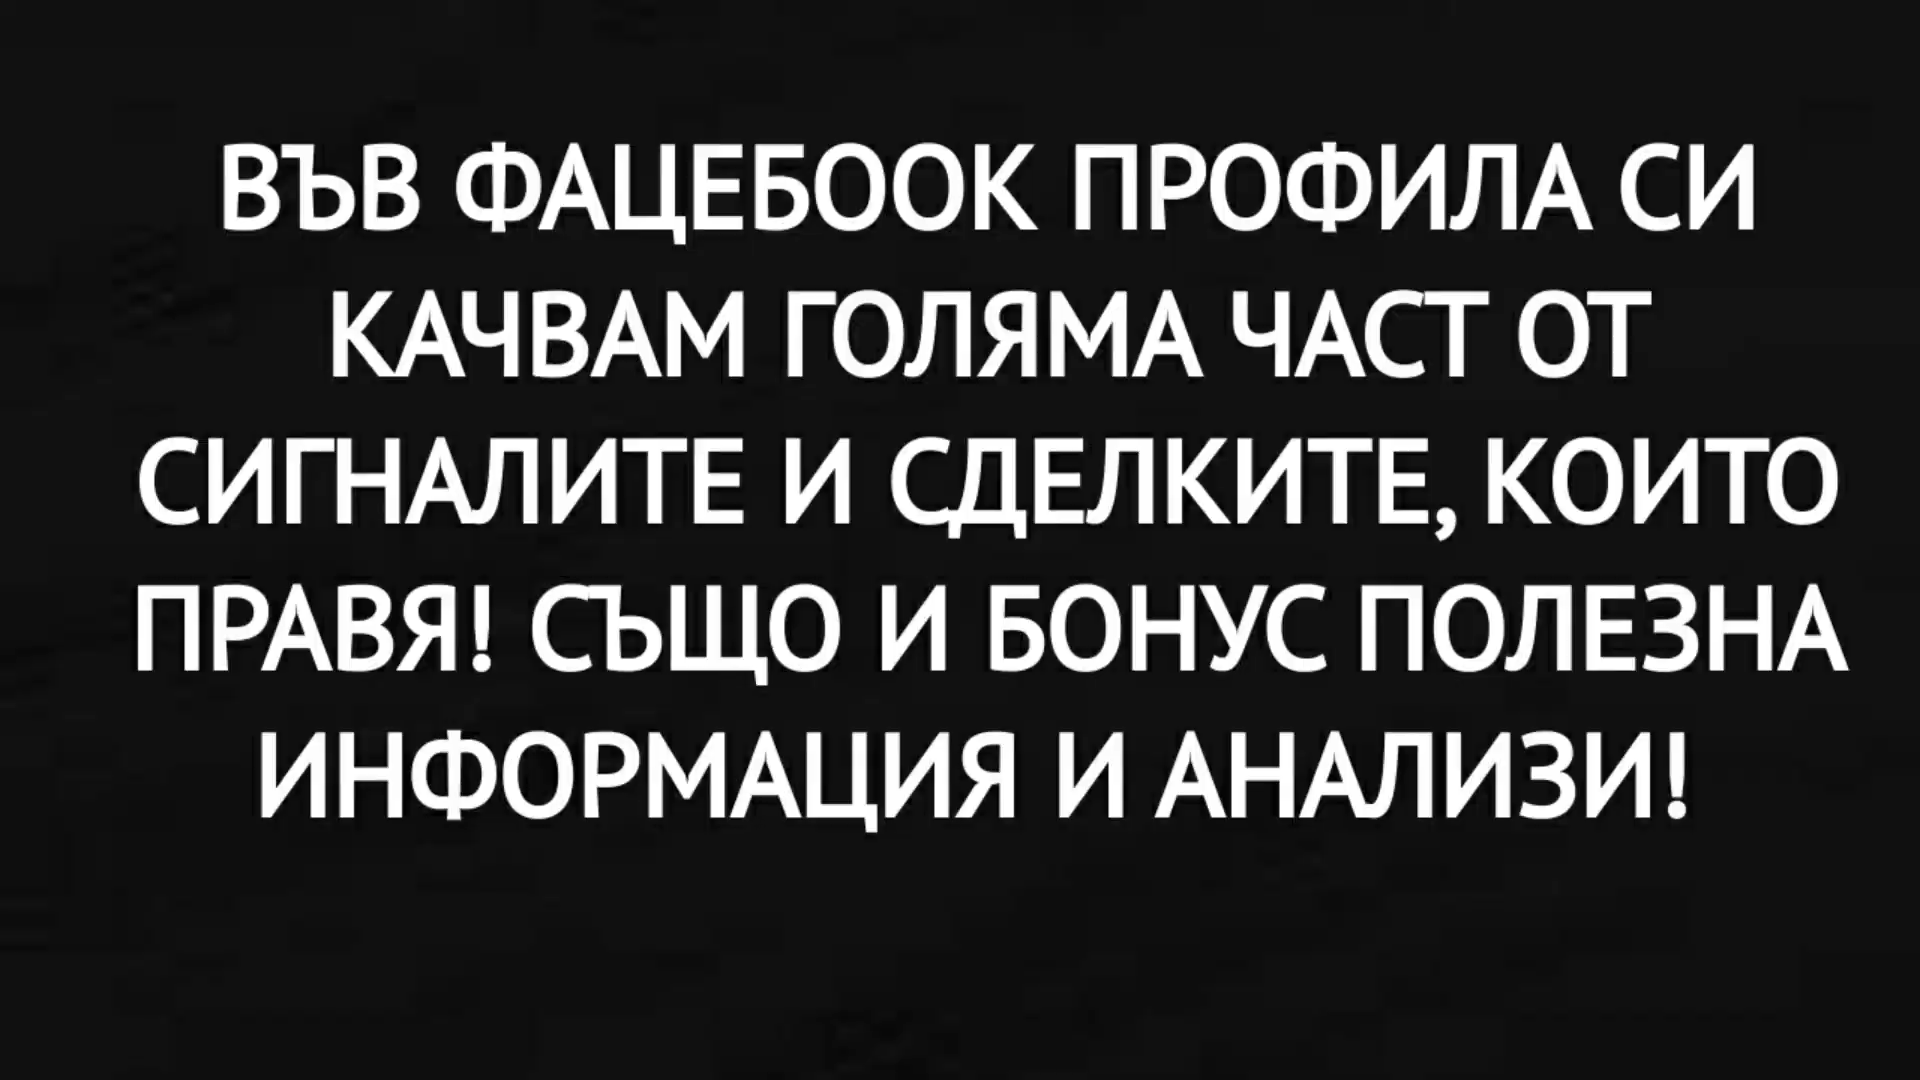 ВЪВ ФАЦЕБООК ПРОФИЛА СИ
КАЧВАМ ГОЛЯМА ЧАСТ ОТ
СИГНАЛИТЕ И СДЕЛКИТЕ, КОИТО
ПРАВЯ! СЪЩО И БОНУС ПОЛЕЗНА
ИНФОРМАЦИЯ И АНАЛИЗИ!